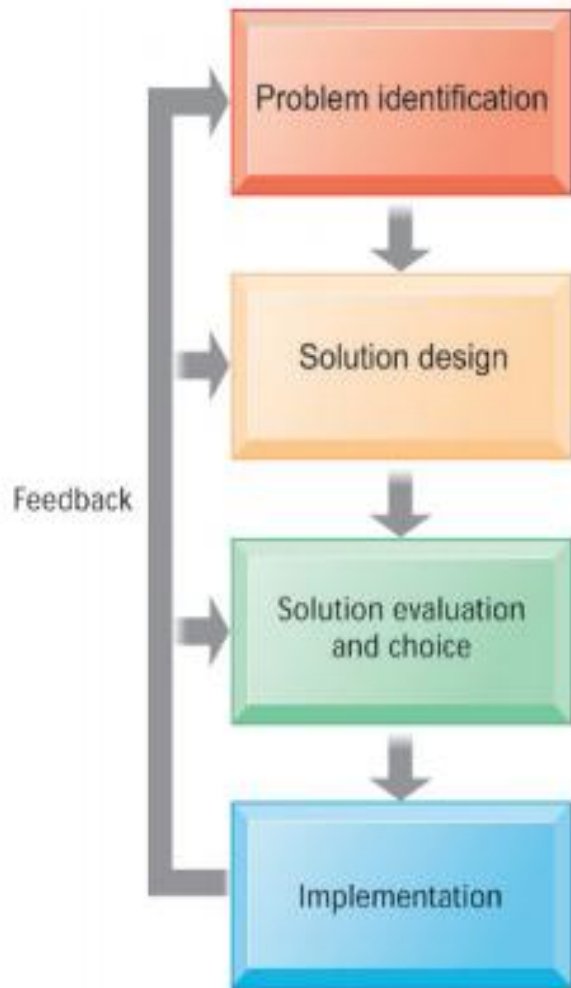 Problem identification
Solution design
Feedback
Solution evaluation
and choice
Implementation